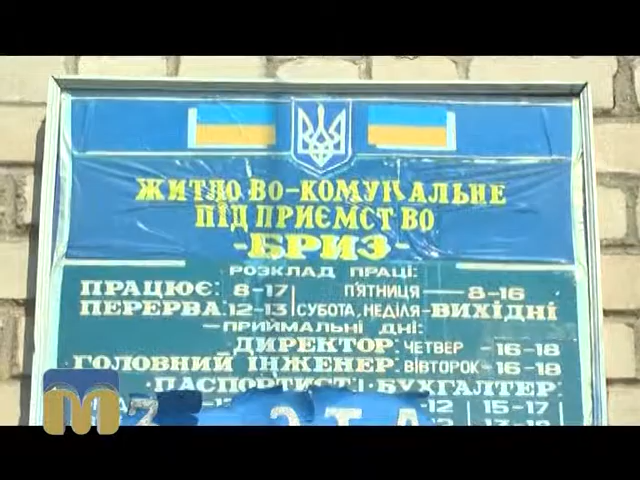 ЖИТЛОВО-КОМУНАЛЬНЕ
ПІДПРИЄМСТВО
-БРИЗ-
РОЗКЛАД ПРАЦІ:
ПРАЦЮЄ: 8-17 П'ЯТНИЦЯ — 8-16
ПЕРЕРВА: 12-13 СУБОТА, НЕДІЛЯ - ВИХІДНІ
— ПРИЙМАЛЬНІ ДНІ:
ДИРЕКТОР: ЧЕТВЕР - 16-18
ГОЛОВНИЙ ІНЖЕНЕР: ВІВТОРОК - 16-18
ПАСПОРТИСТ І БУХГАЛТЕР:
-12 15-17